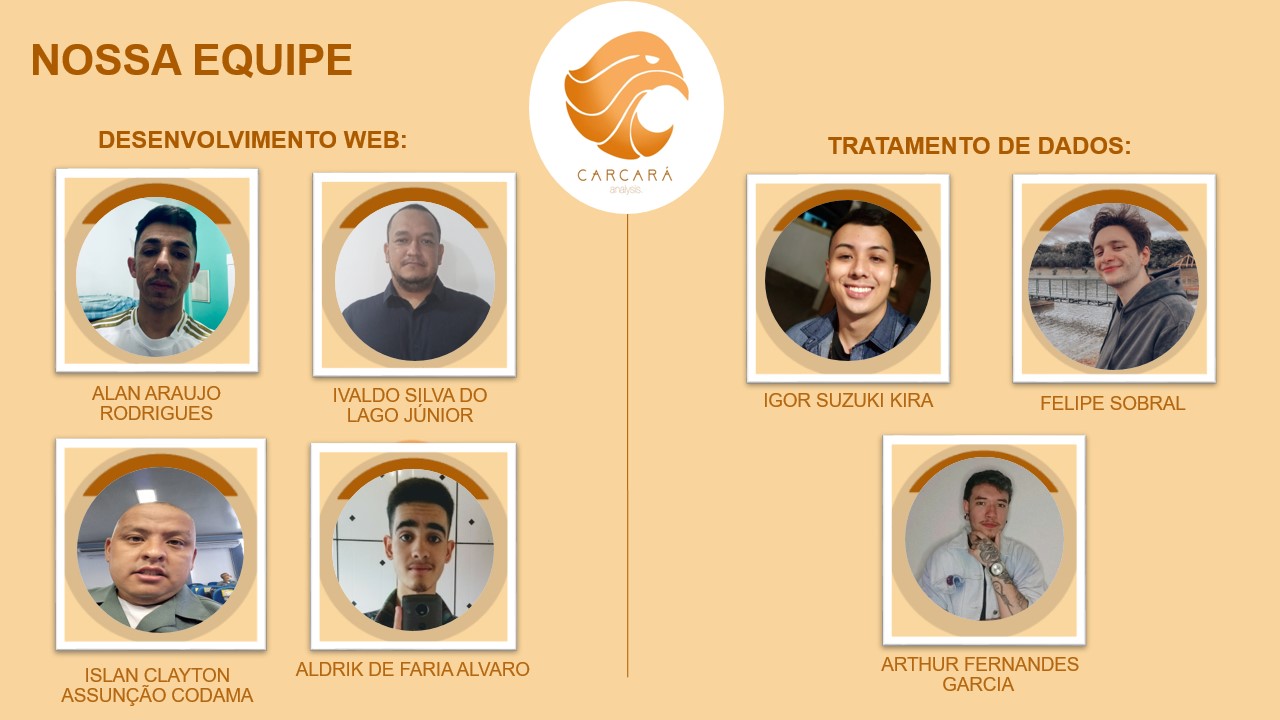 NOSSA EQUIPE
CARCARÁ
analysis.
DESENVOLVIMENTO WEB:
ALAN ARAUJO
RODRIGUES
IVALDO SILVA DO
LAGO JÚNIOR
ISLAN CLAYTON
ASSUNÇÃO CODAMA
ALDRIK DE FARIA ALVARO
TRATAMENTO DE DADOS:
IGOR SUZUKI KIRA
FELIPE SOBRAL
ARTHUR FERNANDES
GARCIA